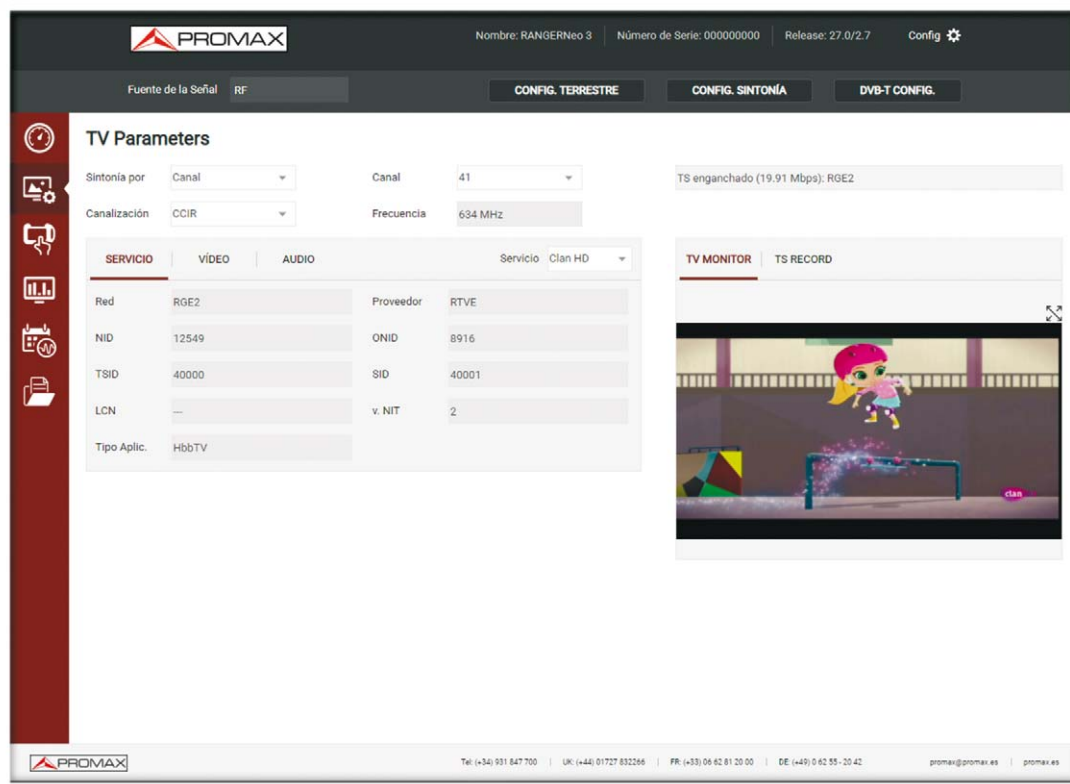 PROMAX
Nombre: RANGERNeo 3 Número de Serie: 000000000 Release: 27.0/2.7 Config
Fuente de la Señal RF CONFIG. TERRESTRE CONFIG. SINTONÍA DVB-T CONFIG.
TV Parameters
Sintonía por Canal Canal 41 TS enganchado (19.91 Mbps): RGE2
Canalización CCIR Frecuencia 634 MHz
SERVICIO VÍDEO AUDIO Servicio Clan HD TV MONITOR TS RECORD
Red RGE2 Proveedor RTVE
NID 12549 ONID 8916
TSID 40000 SID 40001
LCN --- v. NIT 2
Tipo Aplic. HbbTV
clan
PROMAX Tel: (+34) 931 847 700 UK: (+44) 01727 832266 FR: (+33) 06 62 81 20 00 DE: (+49) 0 62 55 - 20 42 promax@promax.es promax.es